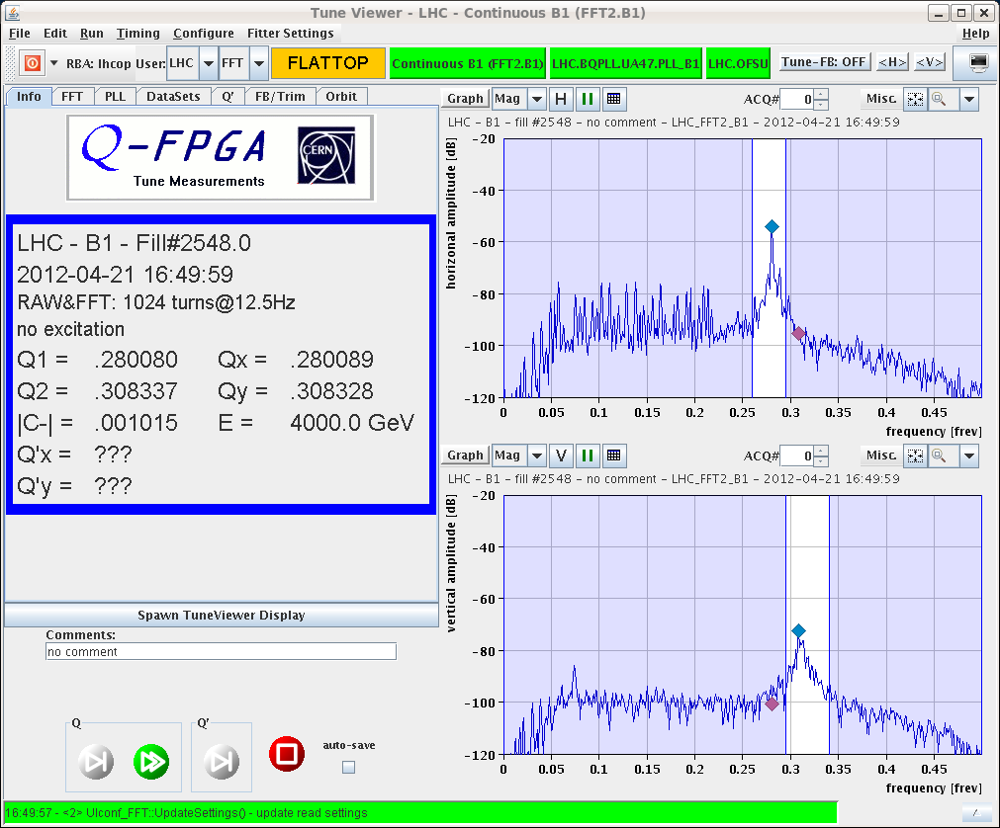 Tune Viewer - LHC - Continuous B1 (FFT2.B1)
File Edit Run Timing Configure Fitter Settings Help
RBA: lhcop User: LHC FFT FLATTOP Continuous B1 (FFT2.B1) LHC.BQPLL.UA47.PLL_B1 LHC.OFSU Tune-FB: OFF <H> <V>
Info FFT PLL DataSets Q' FB/Trim Orbit
Q-FPGA
Tune Measurements
CERN
LHC - B1 - Fill#2548.0
2012-04-21 16:49:59
RAW&FFT: 1024 turns@12.5Hz
no excitation
Q1 = .280080 Qx = .280089
Q2 = .308337 Qy = .308328
|C-| = .001015 E = 4000.0 GeV
Q'x = ???
Q'y = ???
Spawn TuneViewer Display
Comments:
no comment
Q Q'
auto-save
Graph Mag H ACQ# 0 Misc.
LHC - B1 - fill #2548 - no comment - LHC_FFT2_B1 - 2012-04-21 16:49:59
horizonal amplitude [dB]
-20
-40
-60
-80
-100
-120
0 0.05 0.1 0.15 0.2 0.25 0.3 0.35 0.4 0.45
frequency [frev]
Graph Mag V ACQ# 0 Misc.
LHC - B1 - fill #2548 - no comment - LHC_FFT2_B1 - 2012-04-21 16:49:59
vertical amplitude [dB]
-20
-40
-60
-80
-100
-120
0 0.05 0.1 0.15 0.2 0.25 0.3 0.35 0.4 0.45
frequency [frev]
16:49:57 - <2> UIconf_FFT::UpdateSettings() - update read settings